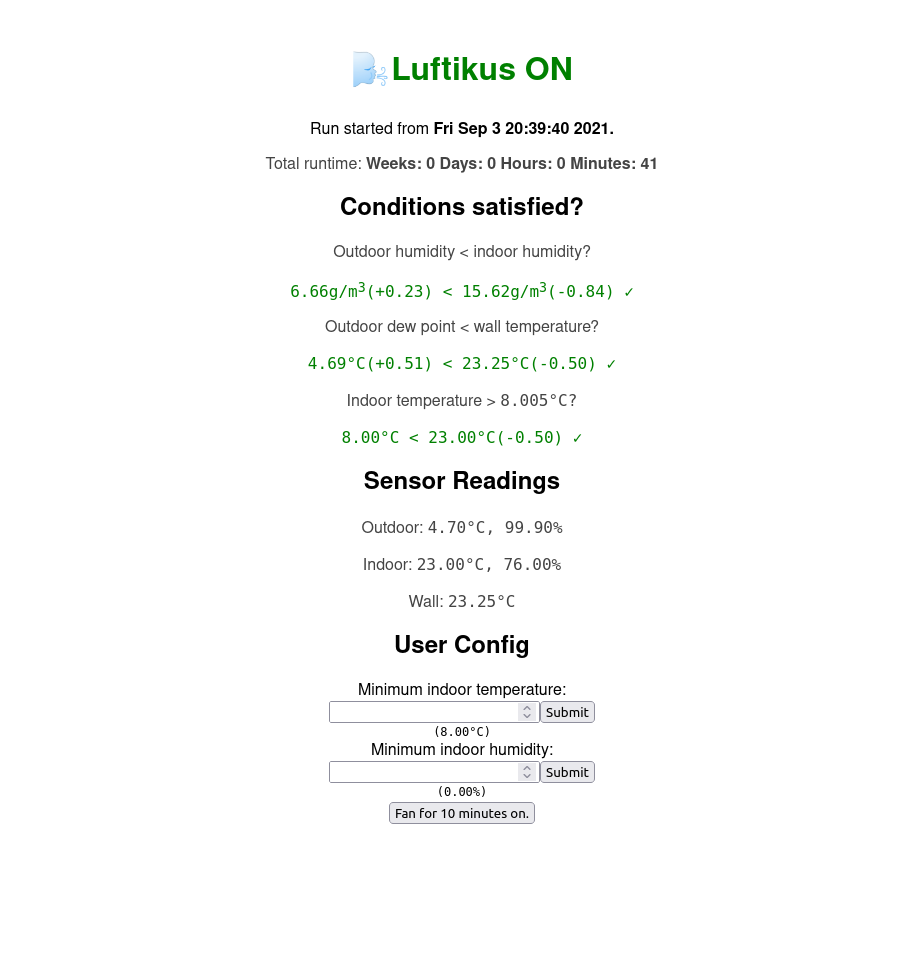 🌬️Luftikus ON
Run started from Fri Sep 3 20:39:40 2021.
Total runtime: Weeks: 0 Days: 0 Hours: 0 Minutes: 41
Conditions satisfied?
Outdoor humidity < indoor humidity?
6.66g/m³(+0.23) < 15.62g/m³(-0.84) ✓
Outdoor dew point < wall temperature?
4.69°C(+0.51) < 23.25°C(-0.50) ✓
Indoor temperature > 8.005°C?
8.00°C < 23.00°C(-0.50) ✓
Sensor Readings
Outdoor: 4.70°C, 99.90%
Indoor: 23.00°C, 76.00%
Wall: 23.25°C
User Config
Minimum indoor temperature:
Submit
(8.00°C)
Minimum indoor humidity:
Submit
(0.00%)
Fan for 10 minutes on.